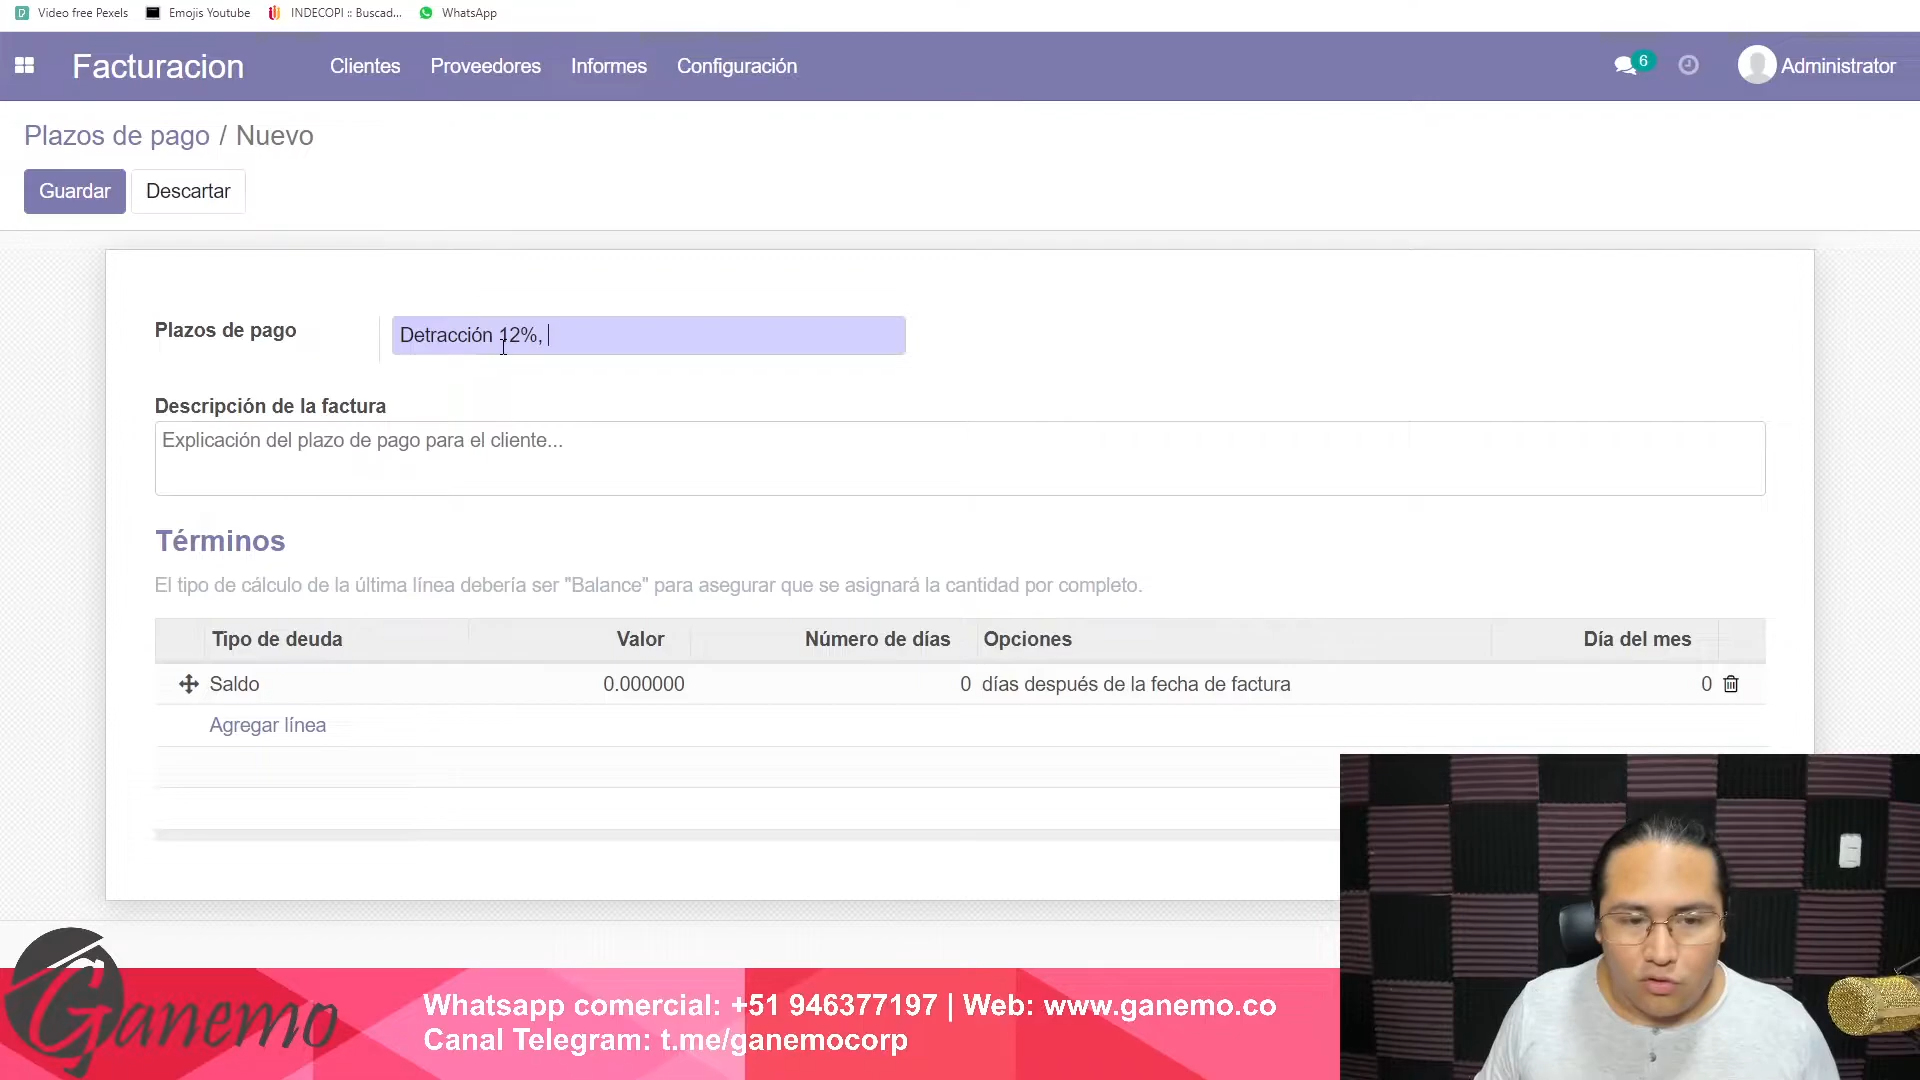 Video free Pexels
Emojis Youtube
INDECOPI :: Buscad...
WhatsApp
Facturacion
Clientes
Proveedores
Informes
Configuración
6
Administrator
Plazos de pago / Nuevo
Guardar
Descartar
Plazos de pago
Detracción 12%,
Descripción de la factura
Explicación del plazo de pago para el cliente...
Términos
El tipo de cálculo de la última línea debería ser "Balance" para asegurar que se asignará la cantidad por completo.
Tipo de deuda
Valor
Número de días
Opciones
Día del mes
Saldo
0.000000
0
días después de la fecha de factura
0
Agregar línea
Ganemo
Whatsapp comercial: +51 946377197 | Web: www.ganemo.co
Canal Telegram: t.me/ganemocorp